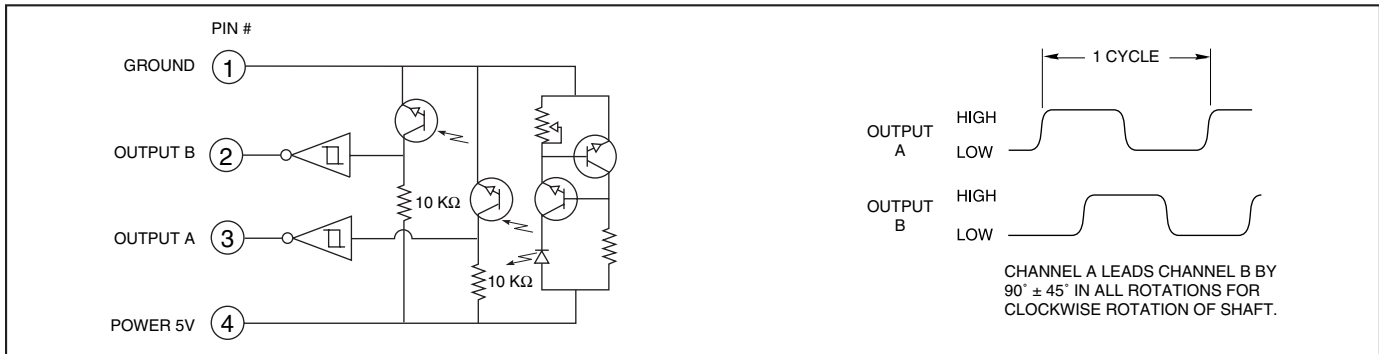 PIN #
GROUND 1
OUTPUT B 2
10 KΩ
OUTPUT A 3
10 KΩ
POWER 5V 4
1 CYCLE
OUTPUT
A
HIGH
LOW
OUTPUT
B
HIGH
LOW
CHANNEL A LEADS CHANNEL B BY
90˚ ± 45˚ IN ALL ROTATIONS FOR
CLOCKWISE ROTATION OF SHAFT.